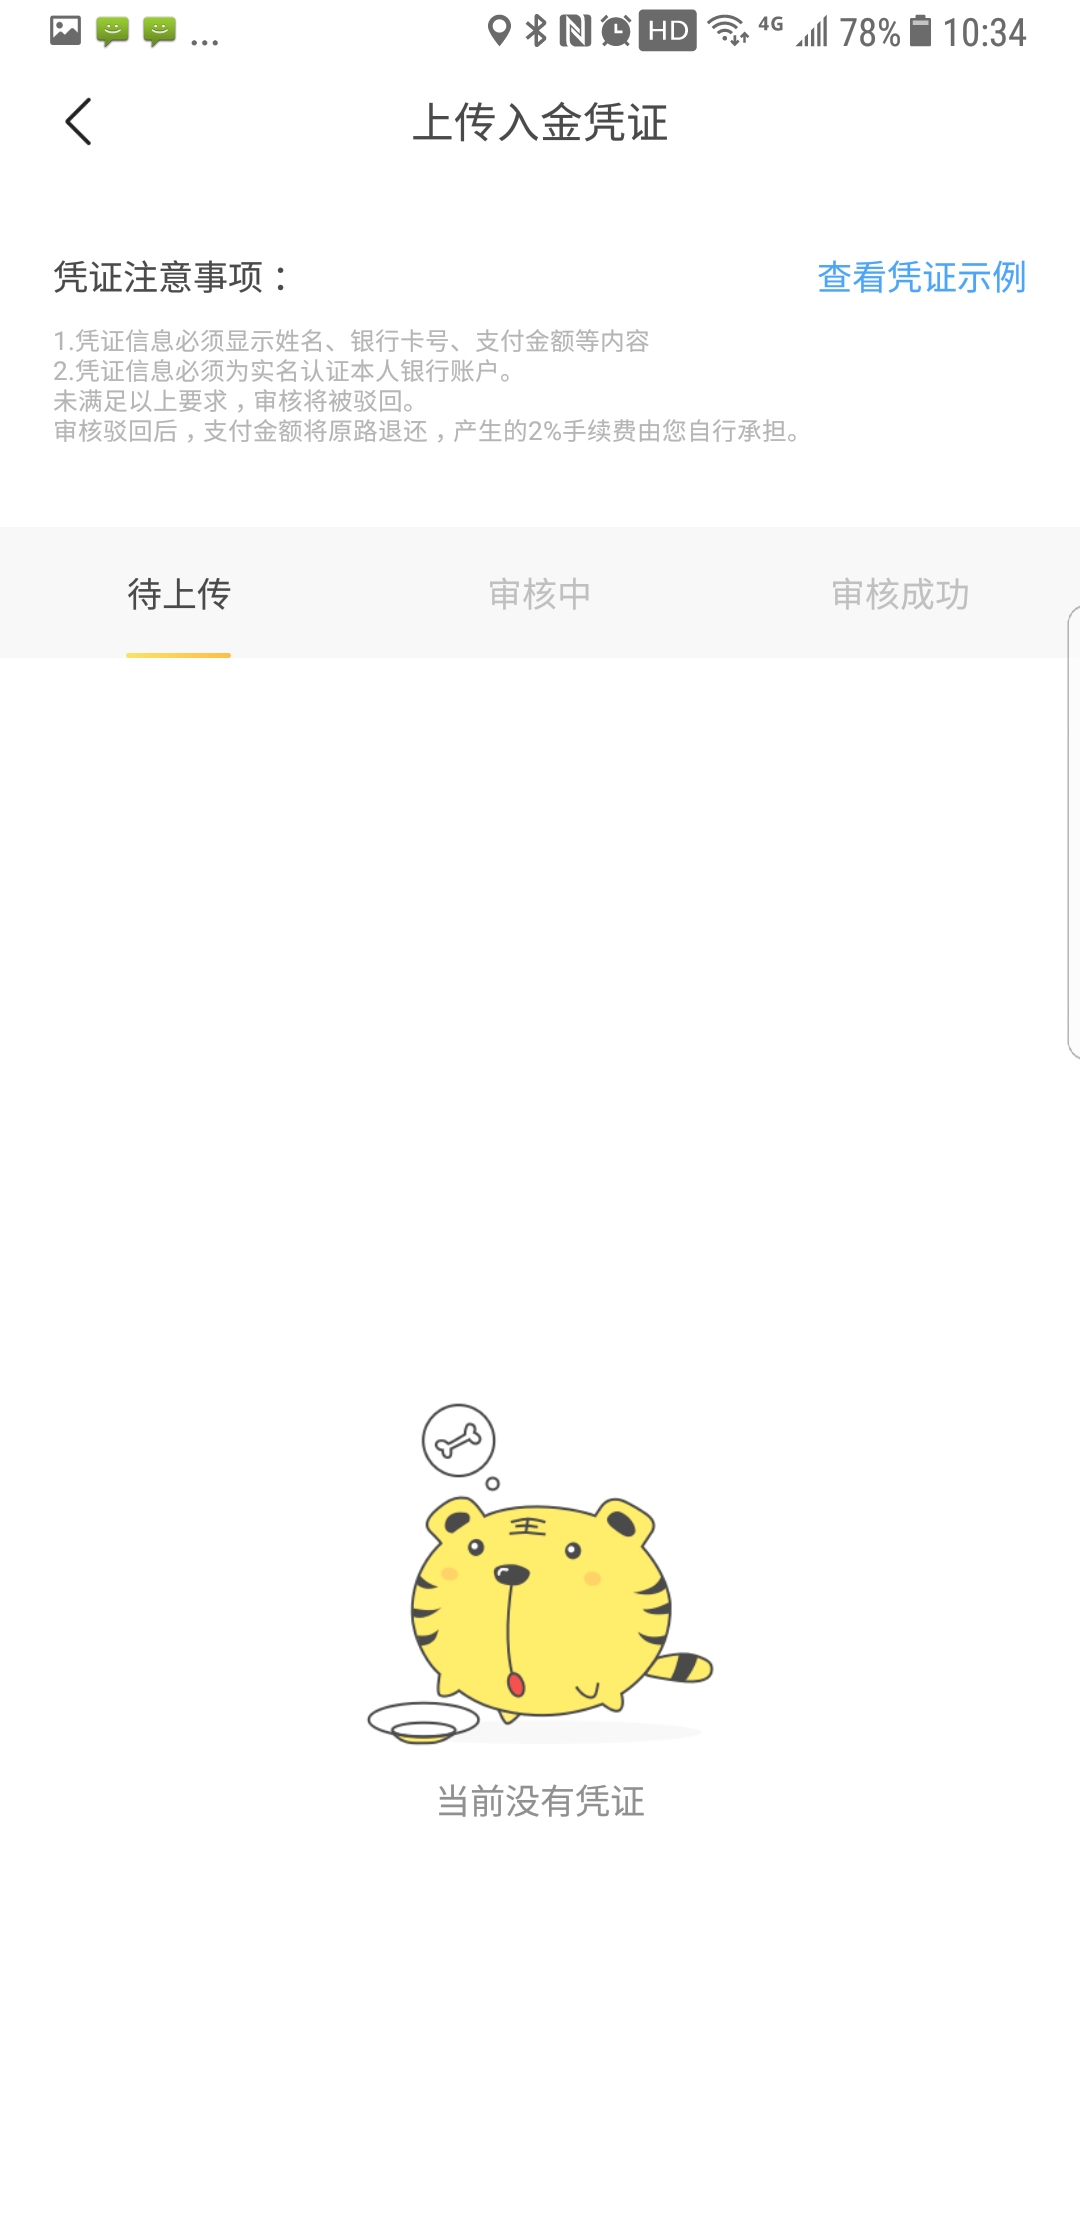 ... HD 4G 78% 10:34
上传入金凭证
凭证注意事项： 查看凭证示例
1.凭证信息必须显示姓名、银行卡号、支付金额等内容
2.凭证信息必须为实名认证本人银行账户。
未满足以上要求，审核将被驳回。
审核驳回后，支付金额将原路退还，产生的2%手续费由您自行承担。
待上传 审核中 审核成功
王
当前没有凭证